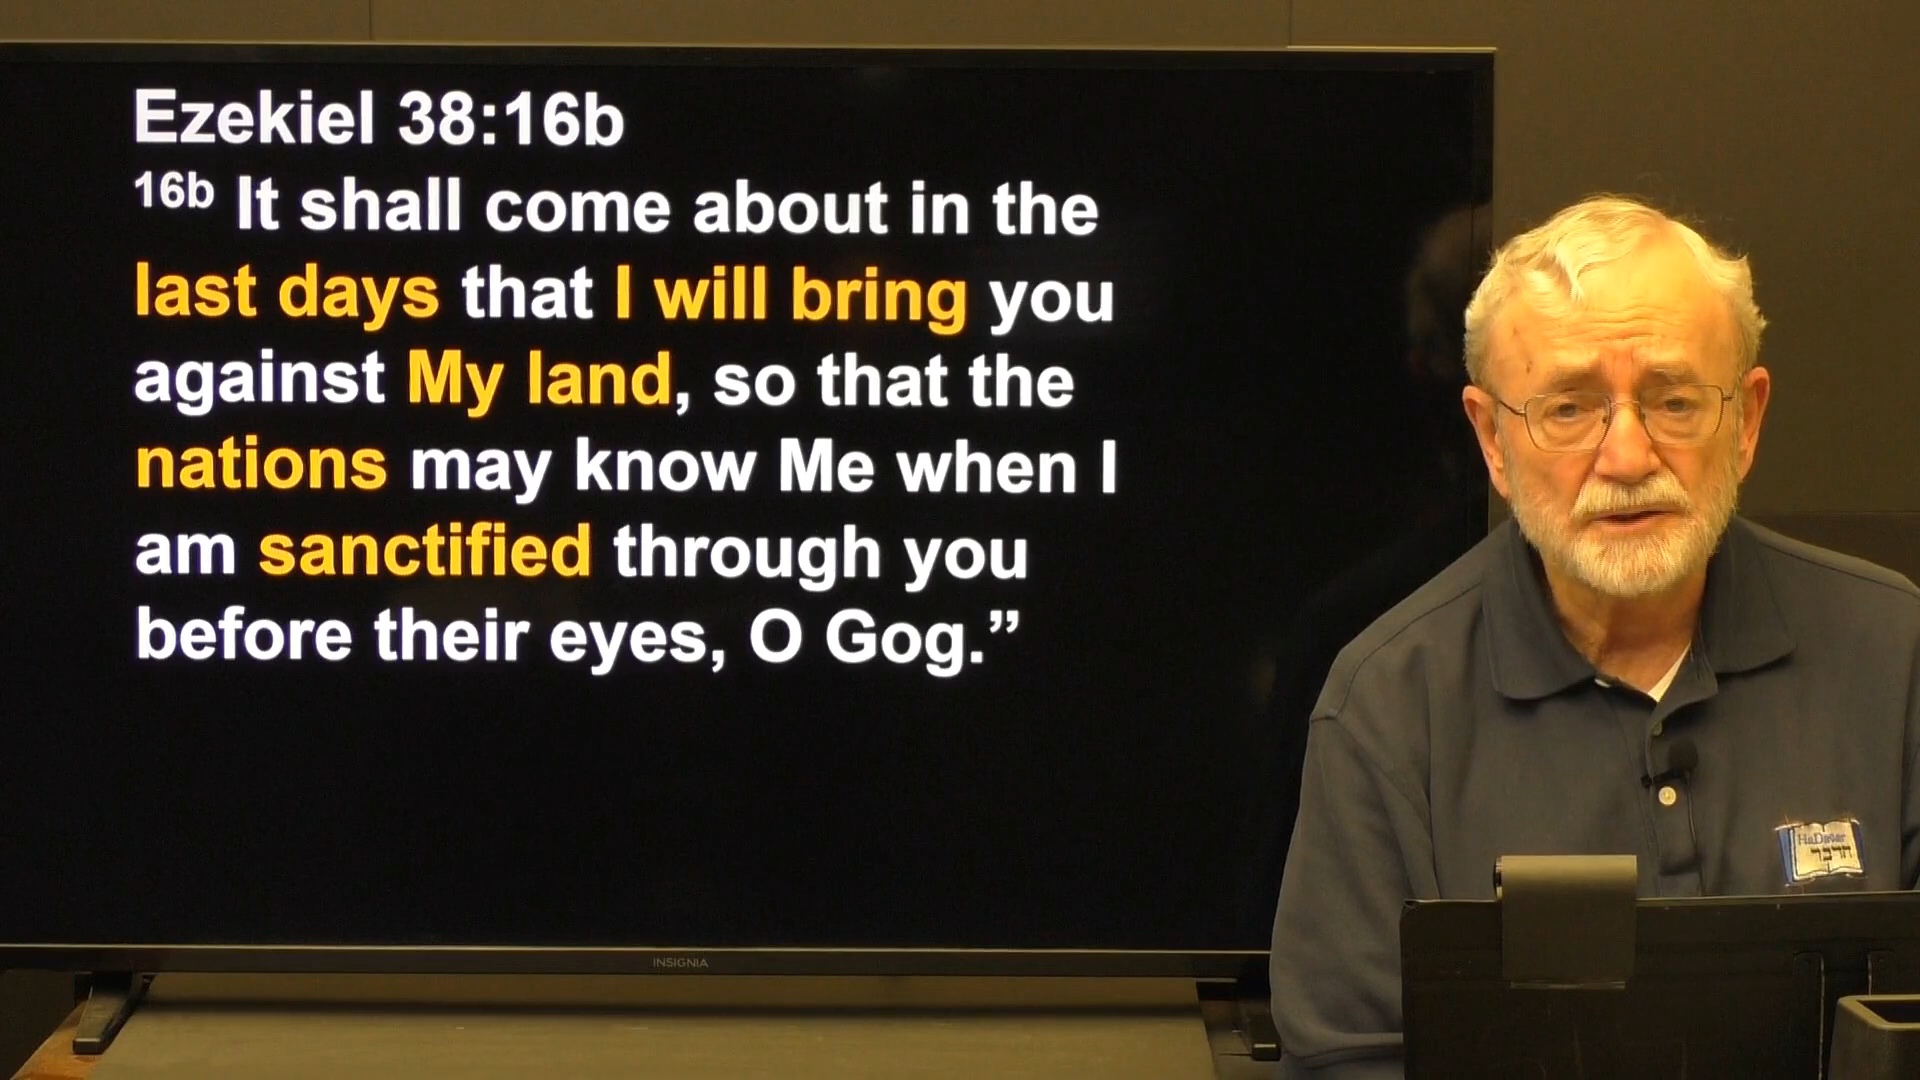 Ezekiel 38:16b
16b It shall come about in the
last days that I will bring you
against My land, so that the
nations may know Me when I
am sanctified through you
before their eyes, O Gog.”
INSIGNIA
HaDavar
הדבר